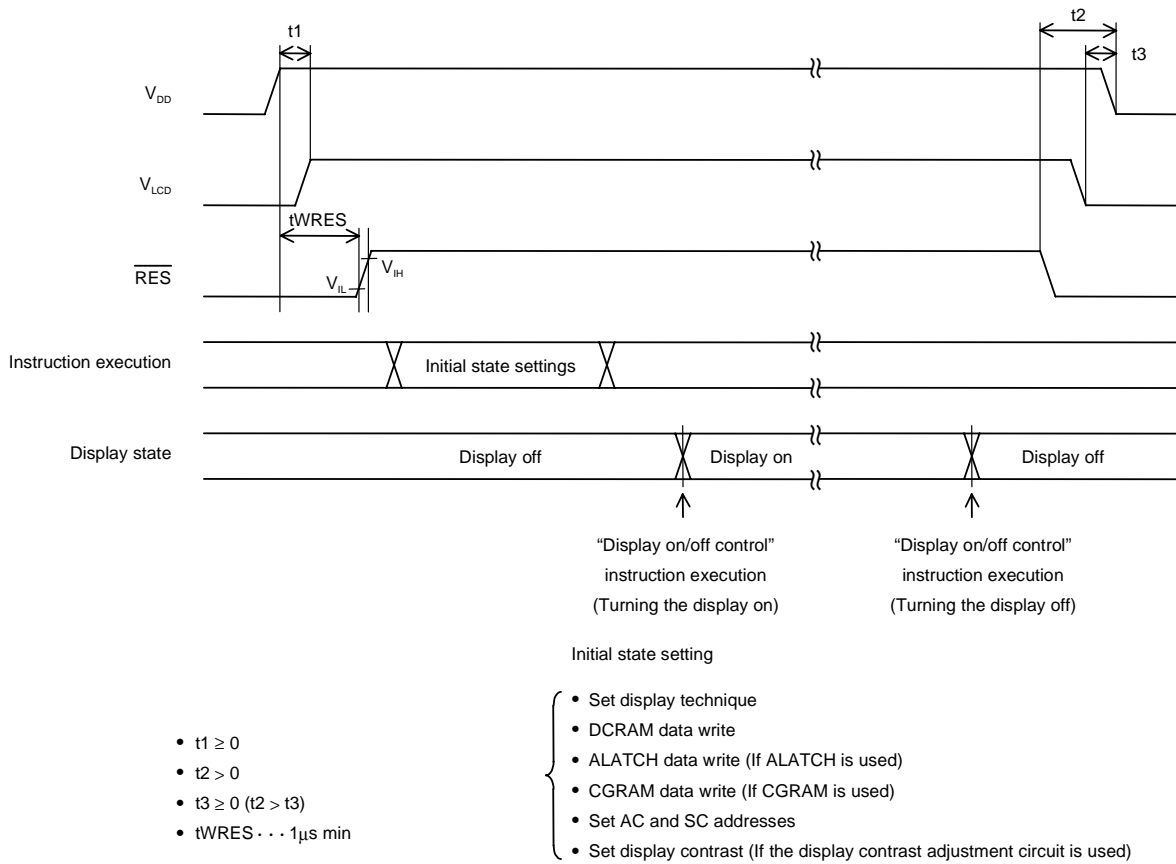 t1
t2
t3
VDD
VLCD
tWRES
RES
VIH
VIL
Instruction execution
Initial state settings
Display state
Display off
Display on
Display off
“Display on/off control”
instruction execution
(Turning the display on)
“Display on/off control”
instruction execution
(Turning the display off)
Initial state setting
• Set display technique
• DCRAM data write
• ALATCH data write (If ALATCH is used)
• CGRAM data write (If CGRAM is used)
• Set AC and SC addresses
• Set display contrast (If the display contrast adjustment circuit is used)
• t1 ≥ 0
• t2 > 0
• t3 ≥ 0 (t2 > t3)
• tWRES · · · 1μs min